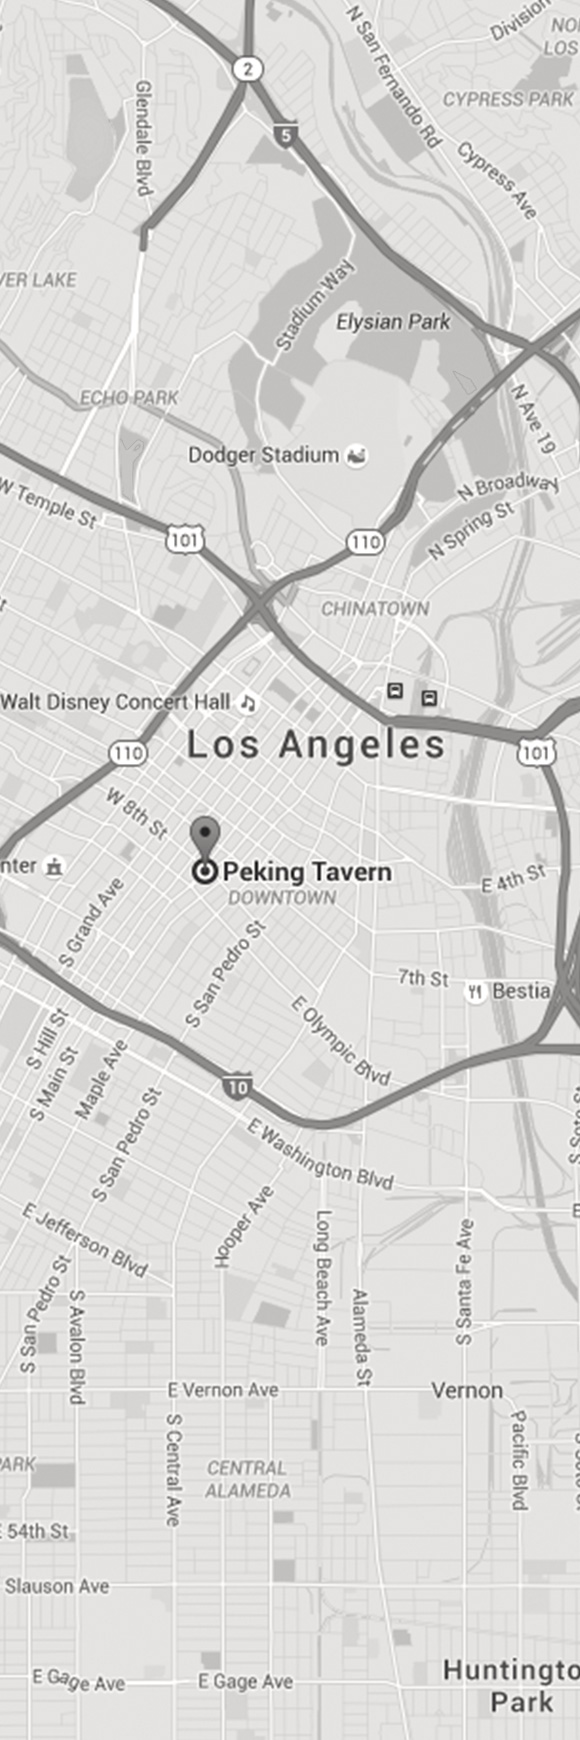 Division
NO
LOS
N San Fernando Rd
2
Glendale Blvd
CYPRESS PARK
5
Cypress Ave
VER LAKE
Stadium Way
Elysian Park
ECHO PARK
N Ave 19
Dodger Stadium
W Temple St
N Broadway
101
110
N Spring St
CHINATOWN
Walt Disney Concert Hall
Los Angeles
110
101
W 8th St
nter
Peking Tavern
DOWNTOWN
E 4th St
S Grand Ave
S San Pedro St
7th St
Bestia
E Olympic Blvd
S Hill St
S Main St
Maple Ave
10
S San Pedro St
E Washington Blvd
E Jefferson Blvd
Hooper Ave
Long Beach Ave
S Santa Fe Ave
S San Pedro St
S Avalon Blvd
Alameda St
E Vernon Ave
Vernon
S Central Ave
Pacific Blvd
PARK
CENTRAL
ALAMEDA
E 54th St
Slauson Ave
E Gage Ave
E Gage Ave
Huntingto
Park